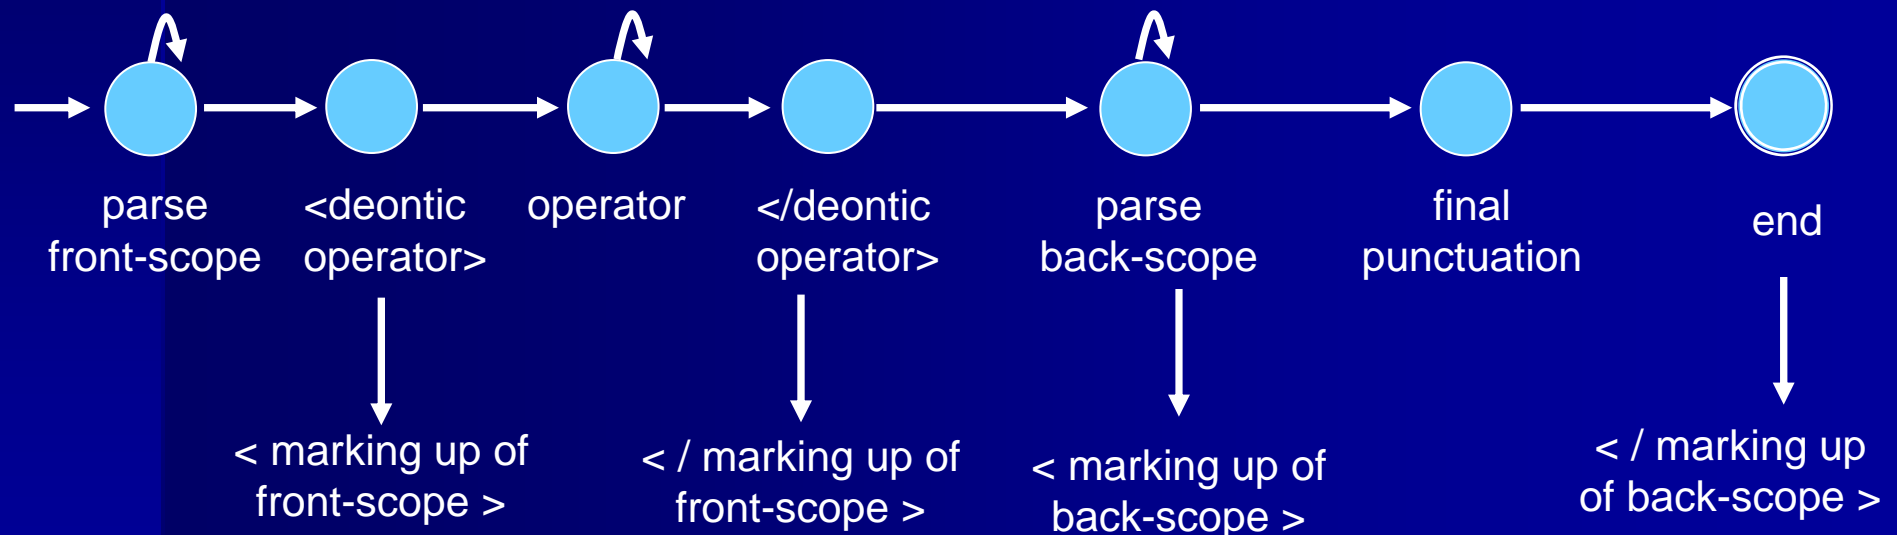 parse
front-scope
<deontic
operator>
operator
</deontic
operator>
parse
back-scope
final
punctuation
end
< marking up of
front-scope >
< / marking up of
front-scope >
< marking up of
back-scope >
< / marking up
of back-scope >